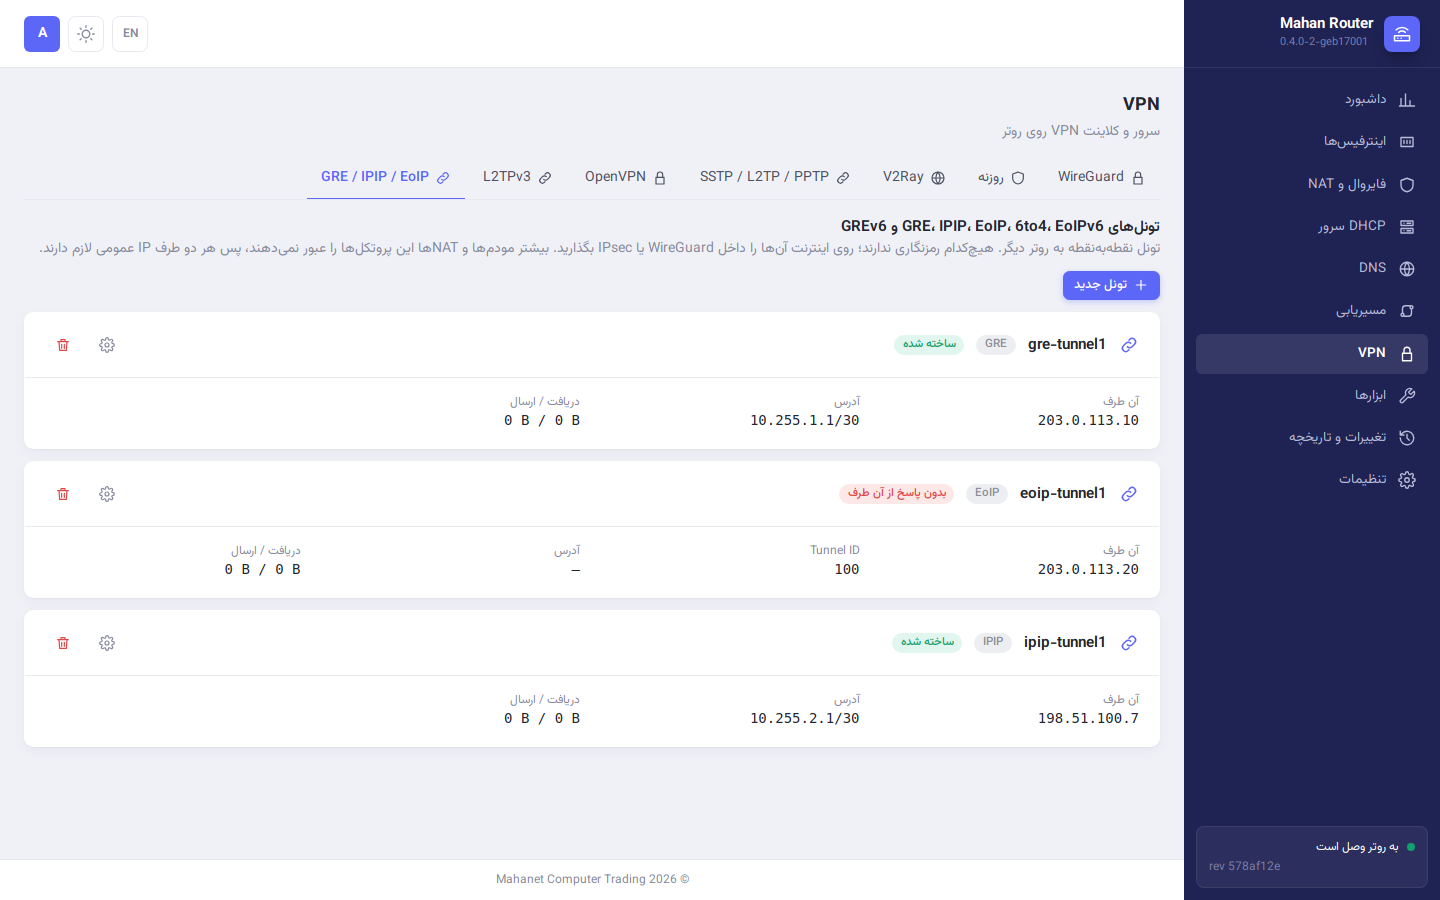 Mahan Router
0.4.0-2-geb17001
داشبورد
اینترفیس‌ها
فایروال و NAT
DHCP سرور
DNS
مسیریابی
VPN
ابزارها
تغییرات و تاریخچه
تنظیمات
به روتر وصل است
rev 578af12e
A
EN
VPN
سرور و کلاینت VPN روی روتر
WireGuard
روزنه
V2Ray
SSTP / L2TP / PPTP
OpenVPN
L2TPv3
GRE / IPIP / EoIP
تونل‌های GRE، IPIP، EoIP، 6to4، EoIPv6 و GREv6
تونل نقطه‌به‌نقطه به روتر دیگر. هیچ‌کدام رمزنگاری ندارند؛ روی اینترنت آن‌ها را داخل WireGuard یا IPsec بگذارید. بیشتر مودم‌ها و NATها این پروتکل‌ها را عبور نمی‌دهند، پس هر دو طرف IP عمومی لازم دارند.
تونل جدید
gre-tunnel1 GRE ساخته شده
آن طرف آدرس دریافت / ارسال
203.0.113.10 10.255.1.1/30 0 B / 0 B
eoip-tunnel1 EoIP بدون پاسخ از آن طرف
آن طرف Tunnel ID آدرس دریافت / ارسال
203.0.113.20 100 — 0 B / 0 B
ipip-tunnel1 IPIP ساخته شده
آن طرف آدرس دریافت / ارسال
198.51.100.7 10.255.2.1/30 0 B / 0 B
Mahanet Computer Trading 2026 ©